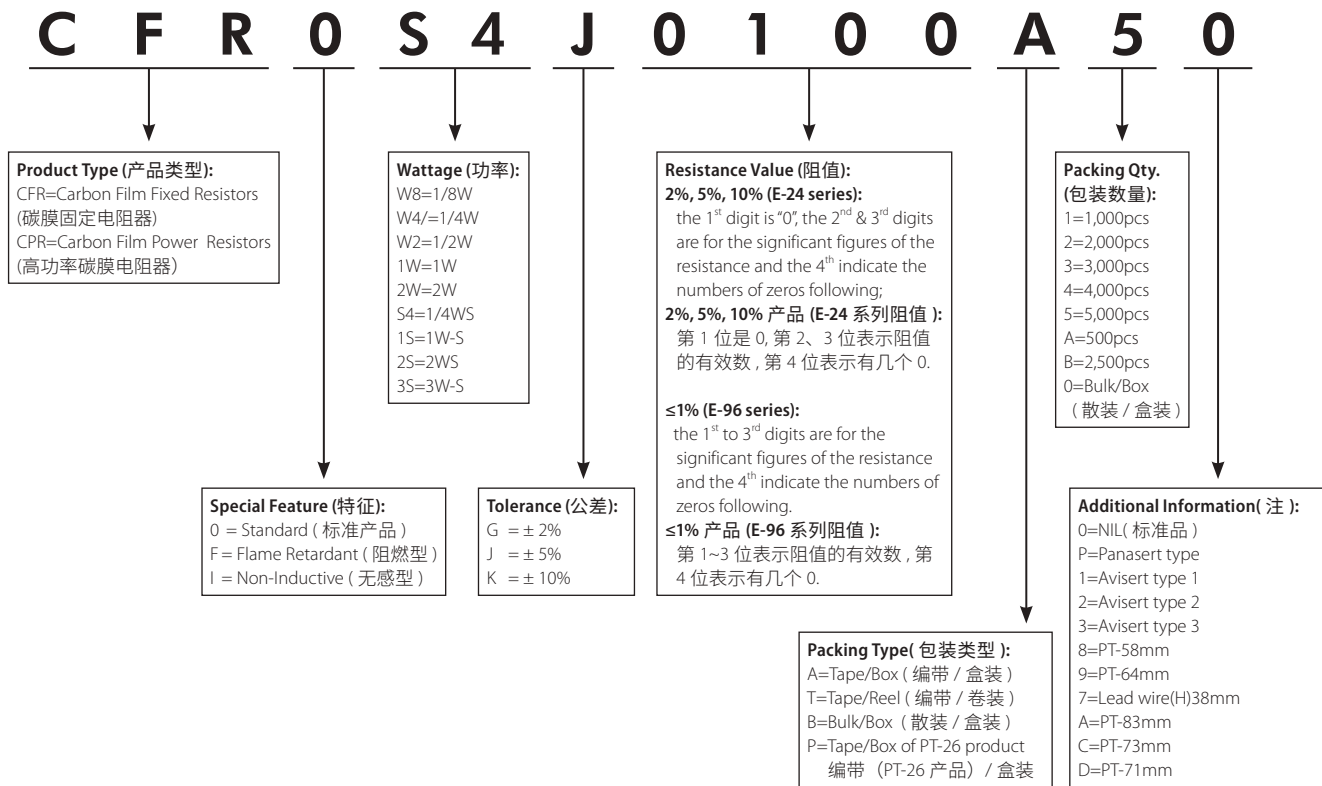 C F R 0 S 4 J 0 1 0 0 A 5 0
Product Type (产品类型):
CFR=Carbon Film Fixed Resistors
(碳膜固定电阻器)
CPR=Carbon Film Power Resistors
(高功率碳膜电阻器）
Wattage (功率):
W8=1/8W
W4/=1/4W
W2=1/2W
1W=1W
2W=2W
S4=1/4WS
1S=1W-S
2S=2WS
3S=3W-S
Resistance Value (阻值):
2%, 5%, 10% (E-24 series):
the 1st digit is "0", the 2nd & 3rd digits
are for the significant figures of the
resistance and the 4th indicate the
numbers of zeros following;
2%, 5%, 10% 产品 (E-24 系列阻值 ):
第 1 位是 0, 第 2、3 位表示阻值
的有效数 , 第 4 位表示有几个 0.
≤1% (E-96 series):
the 1st to 3rd digits are for the
significant figures of the resistance
and the 4th indicate the numbers of
zeros following.
≤1% 产品 (E-96 系列阻值 ):
第 1~3 位表示阻值的有效数 , 第
4 位表示有几个 0.
Packing Qty.
(包装数量):
1=1,000pcs
2=2,000pcs
3=3,000pcs
4=4,000pcs
5=5,000pcs
A=500pcs
B=2,500pcs
0=Bulk/Box
( 散装 / 盒装 )
Special Feature (特征):
0 = Standard ( 标准产品 )
F = Flame Retardant ( 阻燃型 )
I = Non-Inductive ( 无感型 )
Tolerance (公差):
G = ± 2%
J = ± 5%
K = ± 10%
Packing Type( 包装类型 ):
A=Tape/Box ( 编带 / 盒装 )
T=Tape/Reel ( 编带 / 卷装 )
B=Bulk/Box ( 散装 / 盒装 )
P=Tape/Box of PT-26 product
编带（PT-26 产品）/ 盒装
Additional Information( 注 ):
0=NIL( 标准品 )
P=Panasert type
1=Avisert type 1
2=Avisert type 2
3=Avisert type 3
8=PT-58mm
9=PT-64mm
7=Lead wire(H)38mm
A=PT-83mm
C=PT-73mm
D=PT-71mm